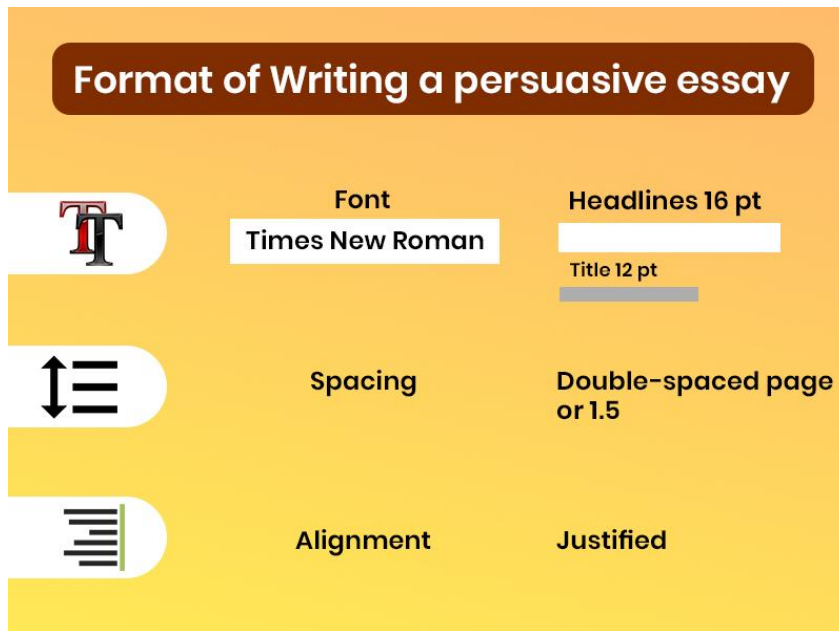 Format of Writing a persuasive essay
Font
Times New Roman
Headlines 16 pt
Title 12 pt
Spacing
Double-spaced page
or 1.5
Alignment
Justified